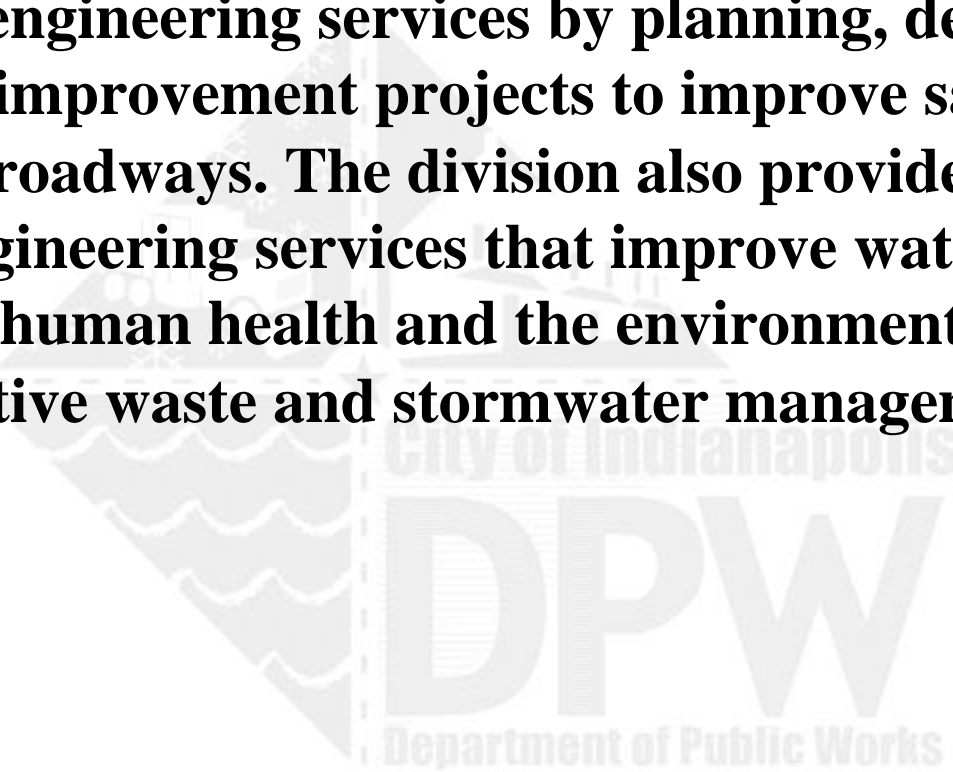 engineering services by planning, de
improvement projects to improve sa
roadways. The division also provide
gineering services that improve wat
human health and the environment
tive waste and stormwater manager
City of Indianapolis
DPW
Department of Public Works